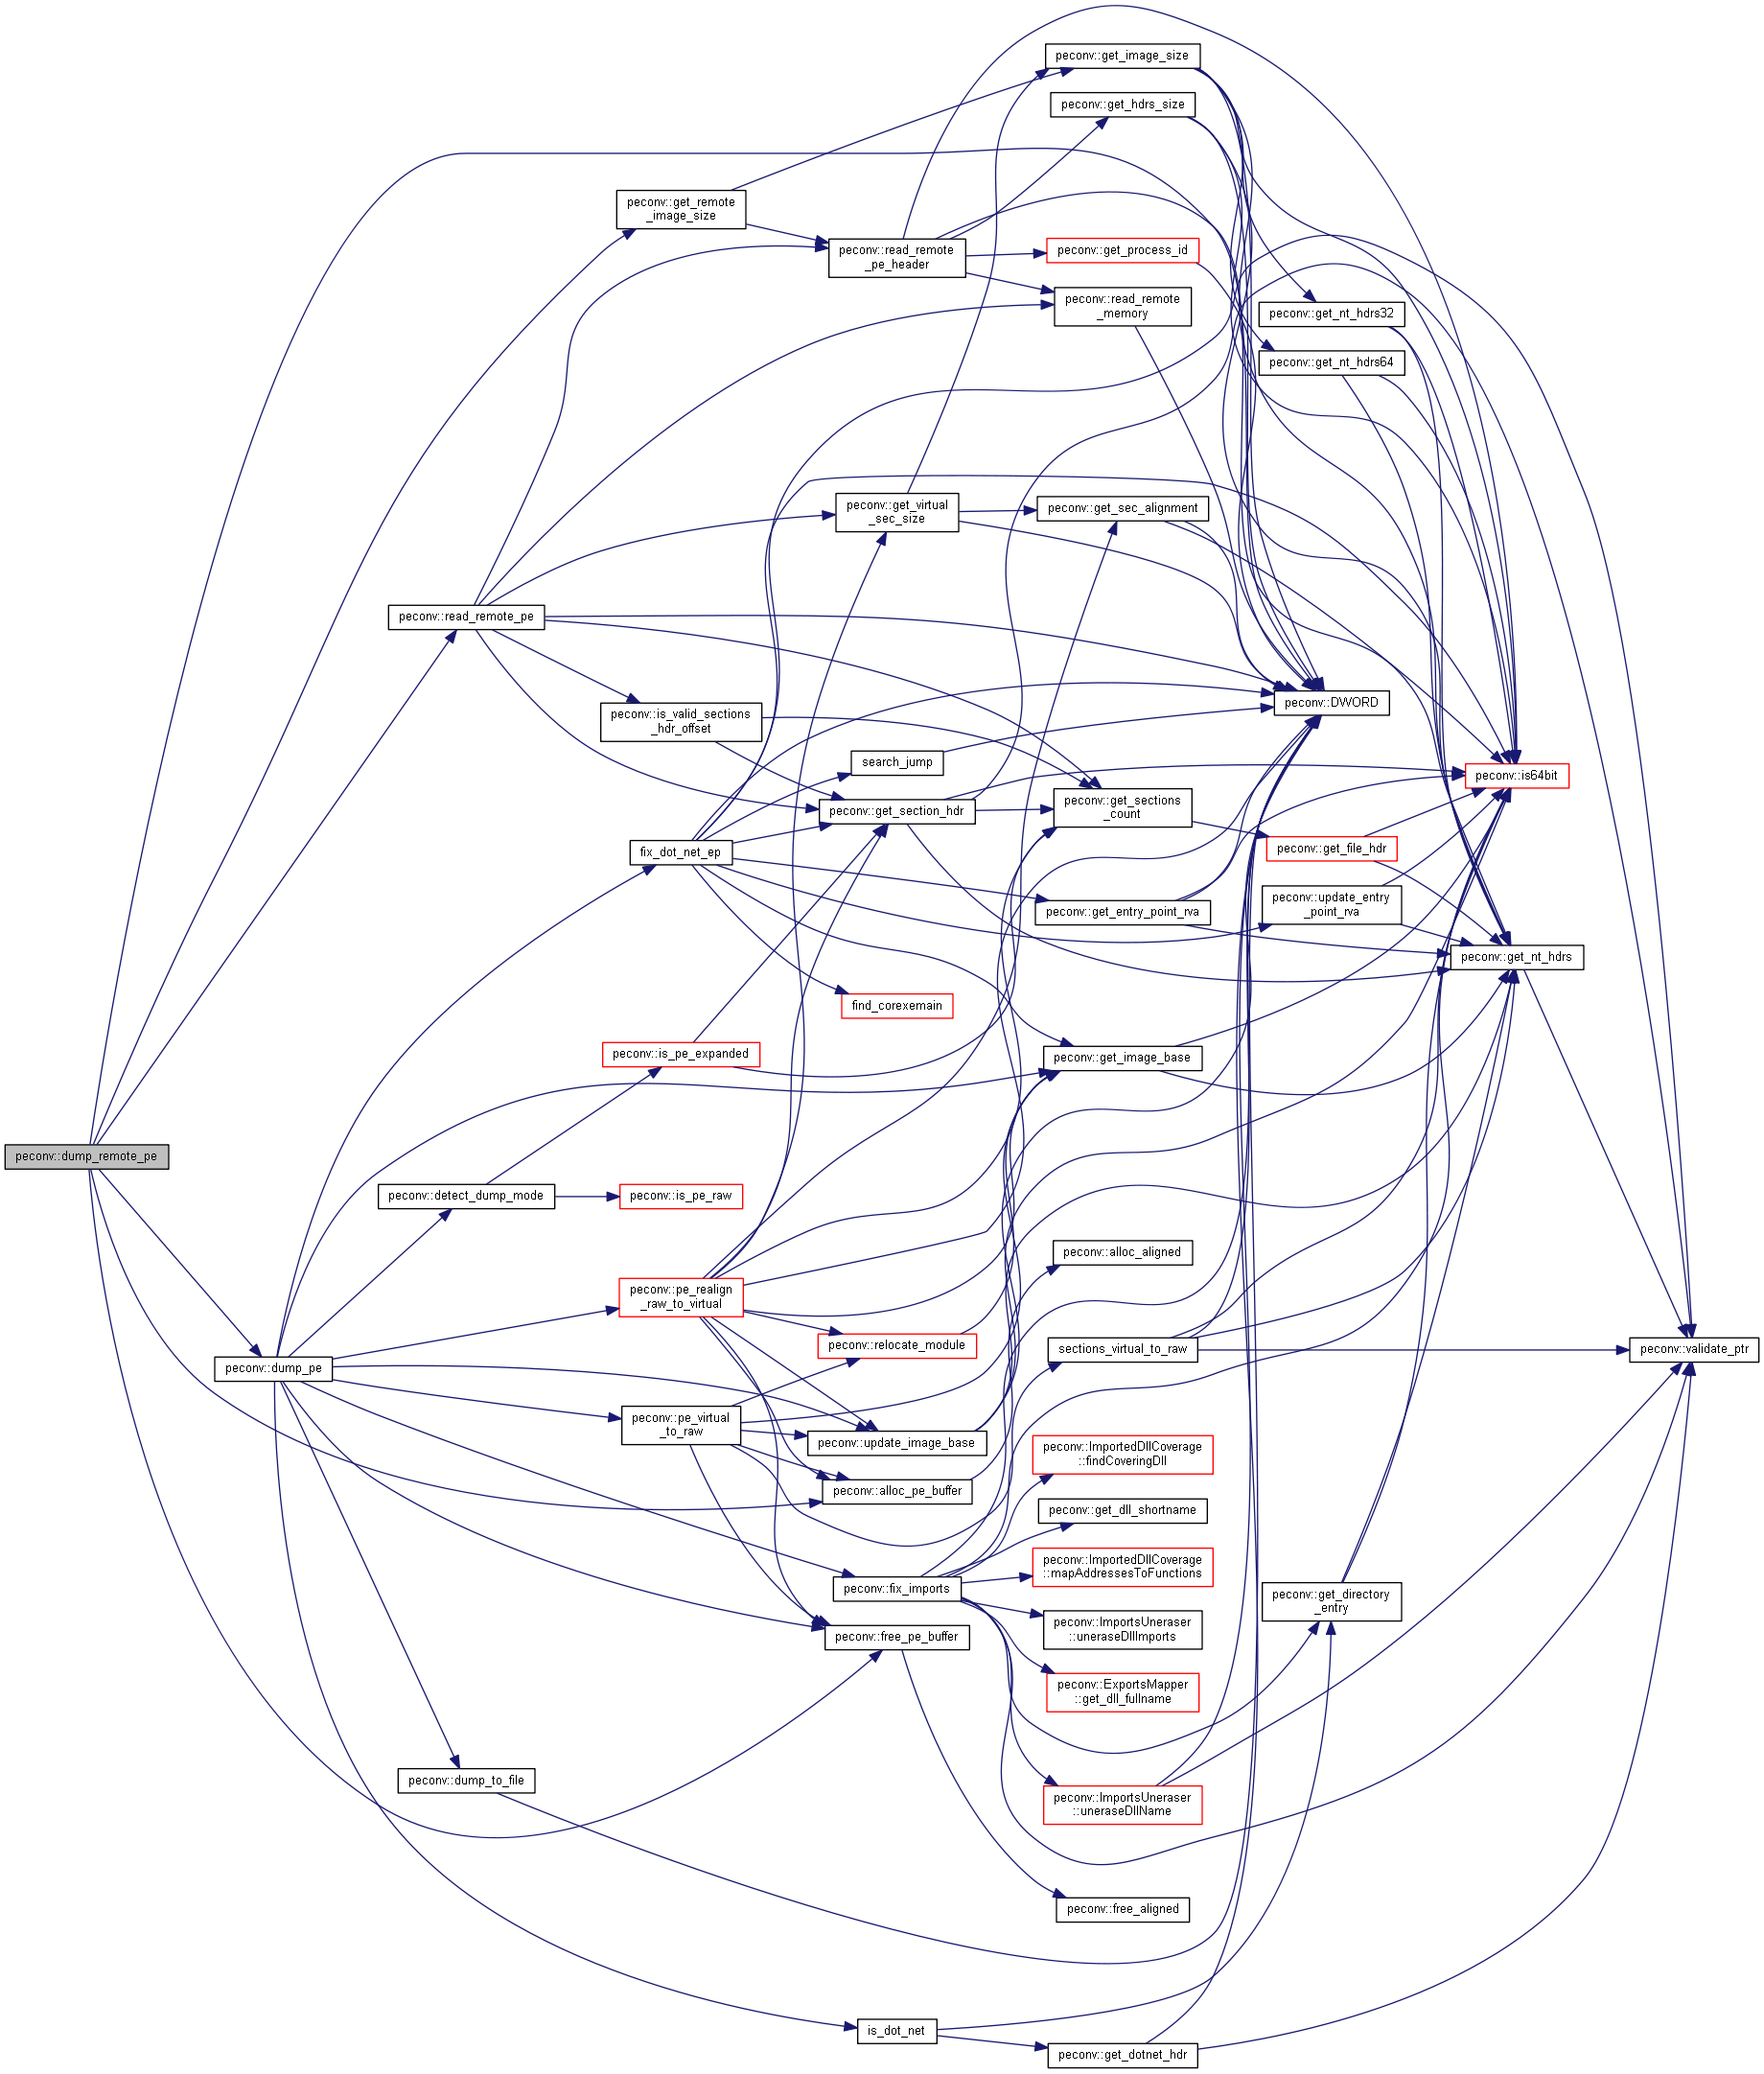 peconv::get_image_size
peconv::get_hdrs_size
peconv::get_remote
_image_size
peconv::read_remote
_pe_header
peconv::get_process_id
peconv::read_remote
_memory
peconv::get_nt_hdrs32
peconv::get_nt_hdrs64
peconv::get_virtual
_sec_size
peconv::get_sec_alignment
peconv::read_remote_pe
peconv::is_valid_sections
_hdr_offset
peconv::DWORD
search_jump
peconv::is64bit
peconv::get_section_hdr
peconv::get_sections
_count
fix_dot_net_ep
peconv::get_file_hdr
peconv::get_entry_point_rva
peconv::update_entry
_point_rva
peconv::get_nt_hdrs
find_corexemain
peconv::is_pe_expanded
peconv::get_image_base
peconv::dump_remote_pe
peconv::detect_dump_mode
peconv::is_pe_raw
peconv::alloc_aligned
peconv::pe_realign
_raw_to_virtual
peconv::relocate_module
sections_virtual_to_raw
peconv::validate_ptr
peconv::dump_pe
peconv::pe_virtual
_to_raw
peconv::update_image_base
peconv::ImportedDllCoverage
::findCoveringDll
peconv::alloc_pe_buffer
peconv::get_dll_shortname
peconv::ImportedDllCoverage
::mapAddressesToFunctions
peconv::fix_imports
peconv::get_directory
_entry
peconv::ImportsUneraser
::uneraseDllImports
peconv::free_pe_buffer
peconv::ExportsMapper
::get_dll_fullname
peconv::dump_to_file
peconv::ImportsUneraser
::uneraseDllName
peconv::free_aligned
is_dot_net
peconv::get_dotnet_hdr